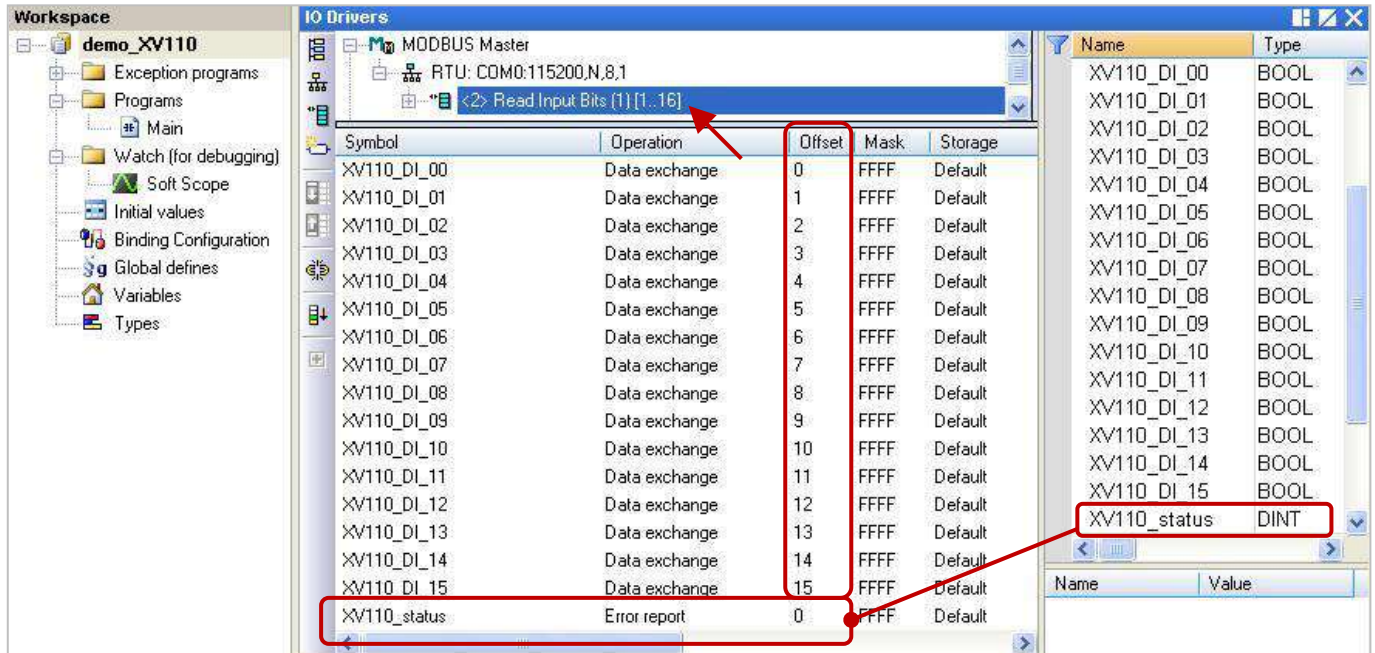 Workspace
demo_XV110
Exception programs
Programs
Main
Watch (for debugging)
Soft Scope
Initial values
Binding Configuration
Global defines
Variables
Types
IO Drivers
MODBUS Master
RTU: COM0:115200,N,8,1
<2> Read Input Bits (1) [1..16]
Symbol Operation Offset Mask Storage
XV110_DI_00 Data exchange 0 FFFF Default
XV110_DI_01 Data exchange 1 FFFF Default
XV110_DI_02 Data exchange 2 FFFF Default
XV110_DI_03 Data exchange 3 FFFF Default
XV110_DI_04 Data exchange 4 FFFF Default
XV110_DI_05 Data exchange 5 FFFF Default
XV110_DI_06 Data exchange 6 FFFF Default
XV110_DI_07 Data exchange 7 FFFF Default
XV110_DI_08 Data exchange 8 FFFF Default
XV110_DI_09 Data exchange 9 FFFF Default
XV110_DI_10 Data exchange 10 FFFF Default
XV110_DI_11 Data exchange 11 FFFF Default
XV110_DI_12 Data exchange 12 FFFF Default
XV110_DI_13 Data exchange 13 FFFF Default
XV110_DI_14 Data exchange 14 FFFF Default
XV110_DI_15 Data exchange 15 FFFF Default
XV110_status Error report 0 FFFF Default
Name Type
XV110_DI_00 BOOL
XV110_DI_01 BOOL
XV110_DI_02 BOOL
XV110_DI_03 BOOL
XV110_DI_04 BOOL
XV110_DI_05 BOOL
XV110_DI_06 BOOL
XV110_DI_07 BOOL
XV110_DI_08 BOOL
XV110_DI_09 BOOL
XV110_DI_10 BOOL
XV110_DI_11 BOOL
XV110_DI_12 BOOL
XV110_DI_13 BOOL
XV110_DI_14 BOOL
XV110_DI_15 BOOL
XV110_status DINT
Name Value